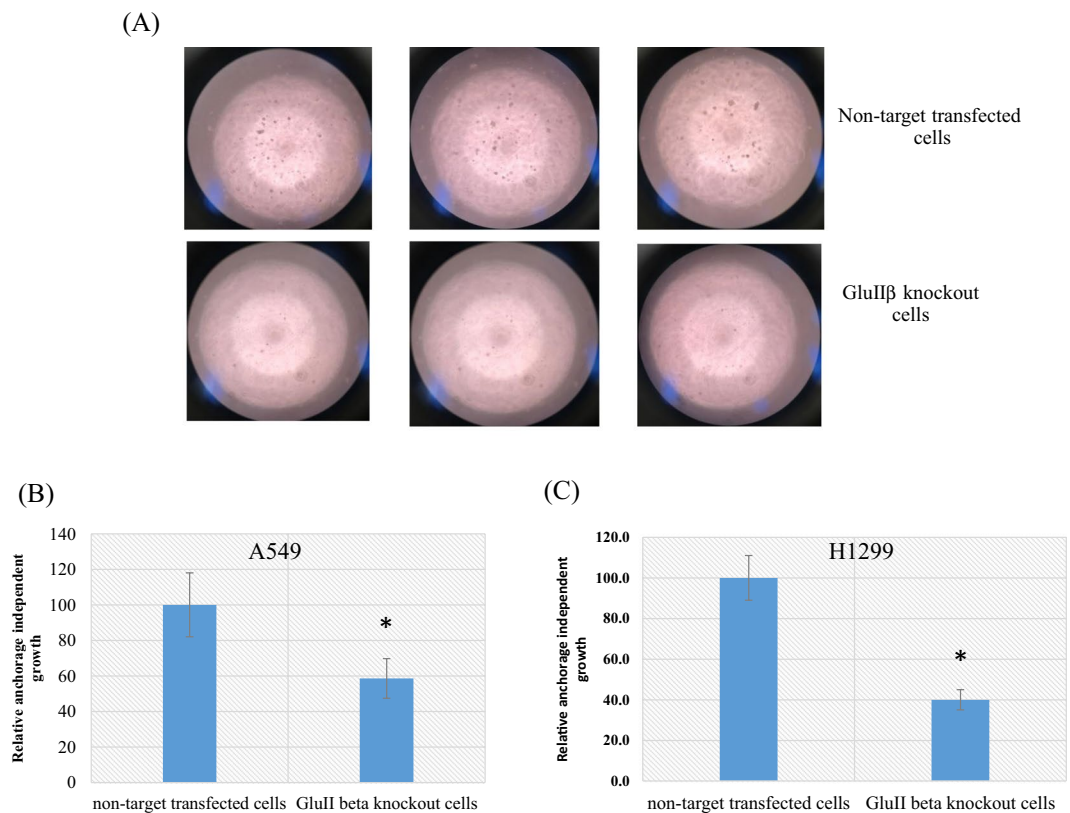 (A)
Non-target transfected
cells
GluIIβ knockout
cells
(B)
Relative anchorage independent
growth
140
120
100
80
60
40
20
0
A549
*
non-target transfected cells
GluII beta knockout cells
(C)
Relative anchorage independent
growth
120.0
100.0
80.0
60.0
40.0
20.0
0.0
H1299
*
non-target transfected cells
GluII beta knockout cells